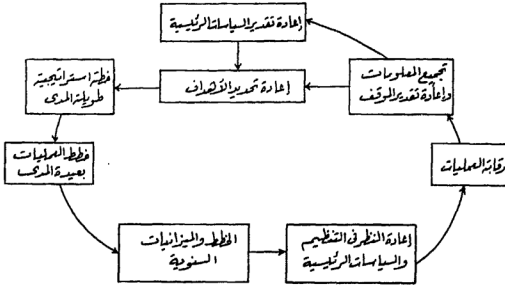 إعادة تقدير السياسات الرئيسية
تجميع المعلومات
وإعادة تقدير الموقف
إعادة تحديد الأهداف
خطة استراتيجية
طويلة المدى
خطط العمليات
بعيدة المدى
رقابة العمليات
الخطط والميزانيات
السنوية
إعادة النظر في التنظيم
والسياسات الرئيسية